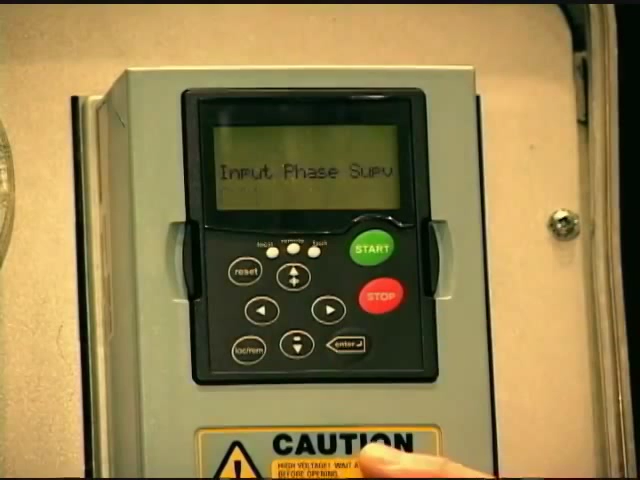 Input Phase Supv
local remote fault
START
reset
STOP
loc/rem
enter
CAUTION
HIGH VOLTAGE! WAIT
BEFORE OPENING.